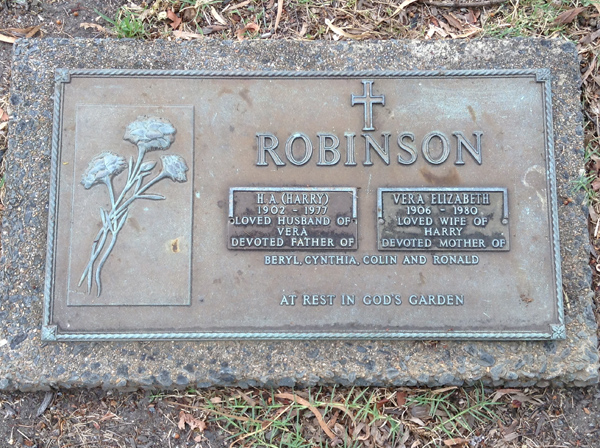 ROBINSON
H.A. (HARRY)
1902 - 1977
LOVED HUSBAND OF
VERA
DEVOTED FATHER OF
VERA ELIZABETH
1906 - 1980
LOVED WIFE OF
HARRY
DEVOTED MOTHER OF
BERYL, CYNTHIA, COLIN AND RONALD
AT REST IN GOD'S GARDEN